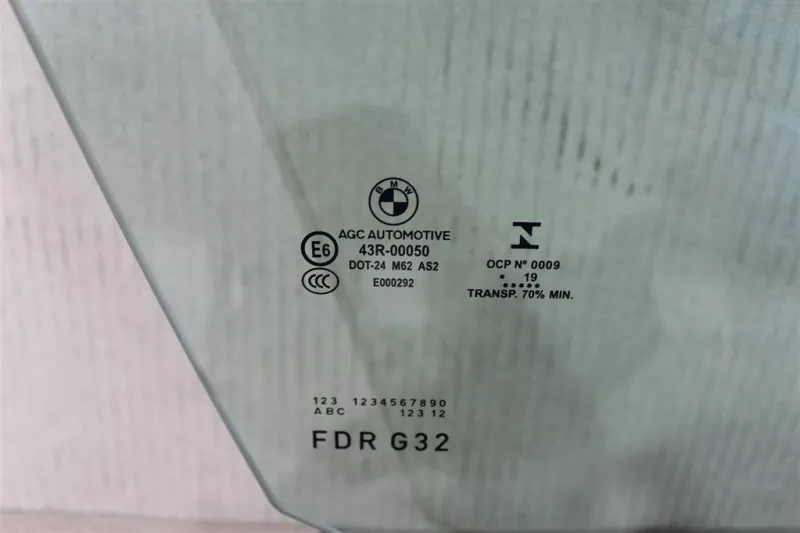 BMW
AGC AUTOMOTIVE
E6
43R-00050
DOT-24 M62 AS2
CCC
E000292
N
OCP Nº 0009
19
TRANSP. 70% MIN.
123 1234567890
ABC 123 12
FDR G32